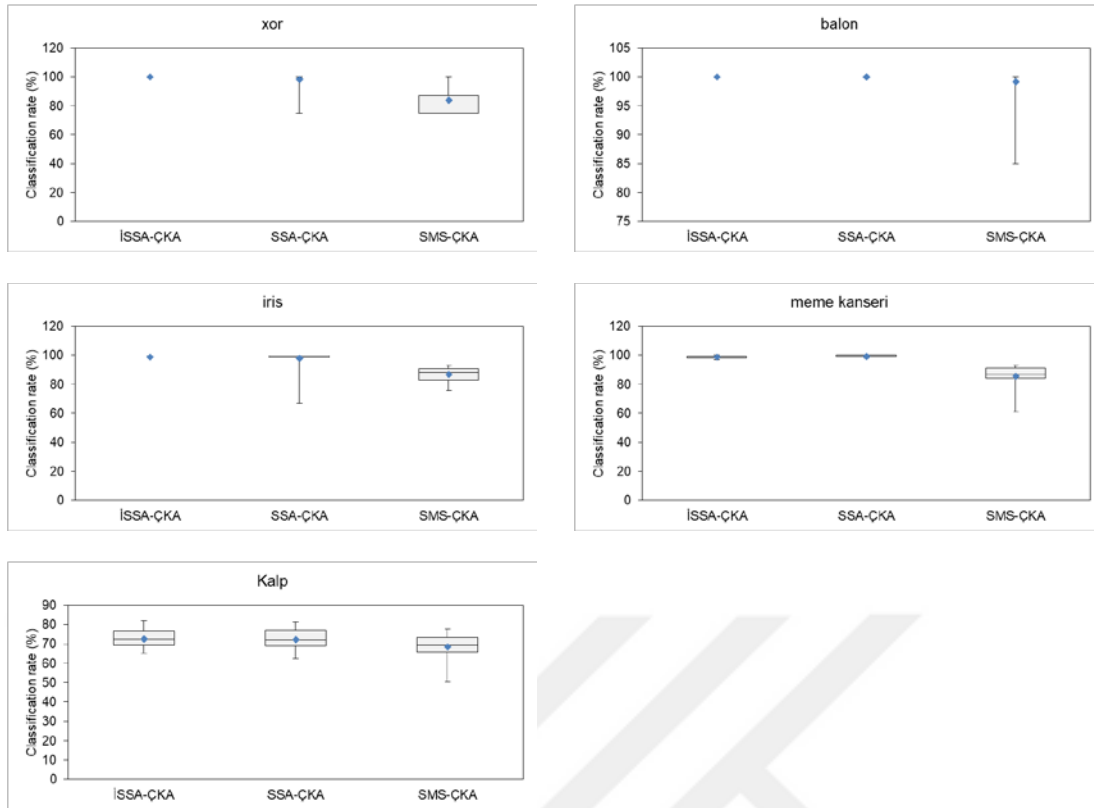 xor
Classification rate (%)
120
100
80
60
40
20
0
İSSA-ÇKA SSA-ÇKA SMS-ÇKA
balon
Classification rate (%)
105
100
95
90
85
80
75
İSSA-ÇKA SSA-ÇKA SMS-ÇKA
iris
Classification rate (%)
120
100
80
60
40
20
0
İSSA-ÇKA SSA-ÇKA SMS-ÇKA
meme kanseri
Classification rate (%)
120
100
80
60
40
20
0
İSSA-ÇKA SSA-ÇKA SMS-ÇKA
Kalp
Classification rate (%)
90
80
70
60
50
40
30
20
10
0
İSSA-ÇKA SSA-ÇKA SMS-ÇKA